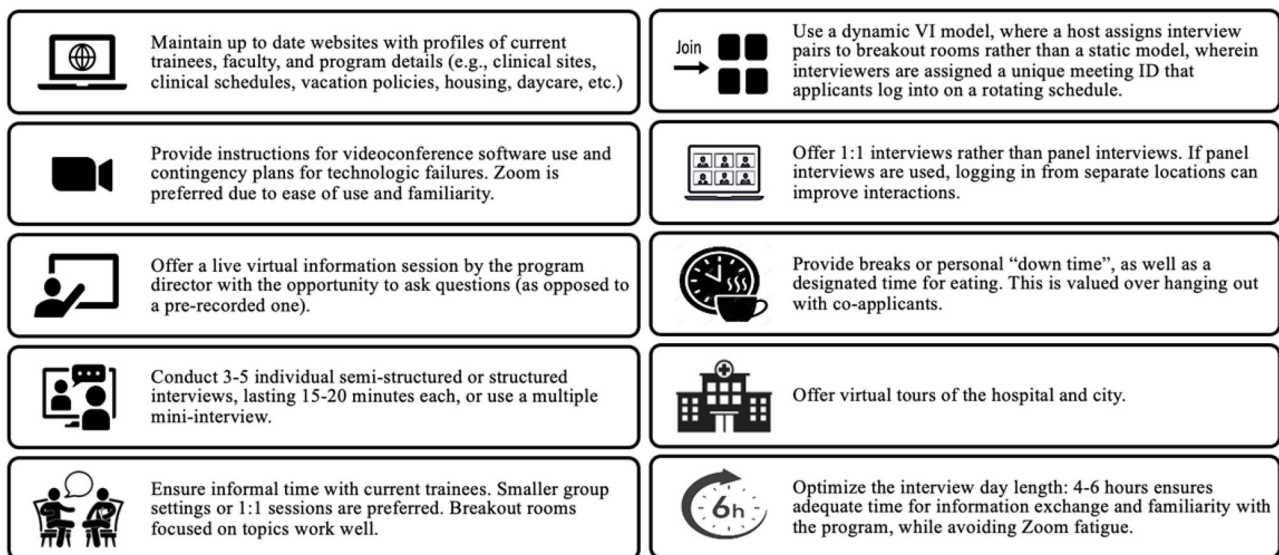 Maintain up to date websites with profiles of current
trainees, faculty, and program details (e.g., clinical sites,
clinical schedules, vacation policies, housing, daycare, etc.)
Provide instructions for videoconference software use and
contingency plans for technologic failures. Zoom is
preferred due to ease of use and familiarity.
Offer a live virtual information session by the program
director with the opportunity to ask questions (as opposed to
a pre-recorded one).
Conduct 3-5 individual semi-structured or structured
interviews, lasting 15-20 minutes each, or use a multiple
mini-interview.
Ensure informal time with current trainees. Smaller group
settings or 1:1 sessions are preferred. Breakout rooms
focused on topics work well.
Join
Use a dynamic VI model, where a host assigns interview
pairs to breakout rooms rather than a static model, wherein
interviewers are assigned a unique meeting ID that
applicants log into on a rotating schedule.
Offer 1:1 interviews rather than panel interviews. If panel
interviews are used, logging in from separate locations can
improve interactions.
Provide breaks or personal “down time”, as well as a
designated time for eating. This is valued over hanging out
with co-applicants.
Offer virtual tours of the hospital and city.
6h
Optimize the interview day length: 4-6 hours ensures
adequate time for information exchange and familiarity with
the program, while avoiding Zoom fatigue.